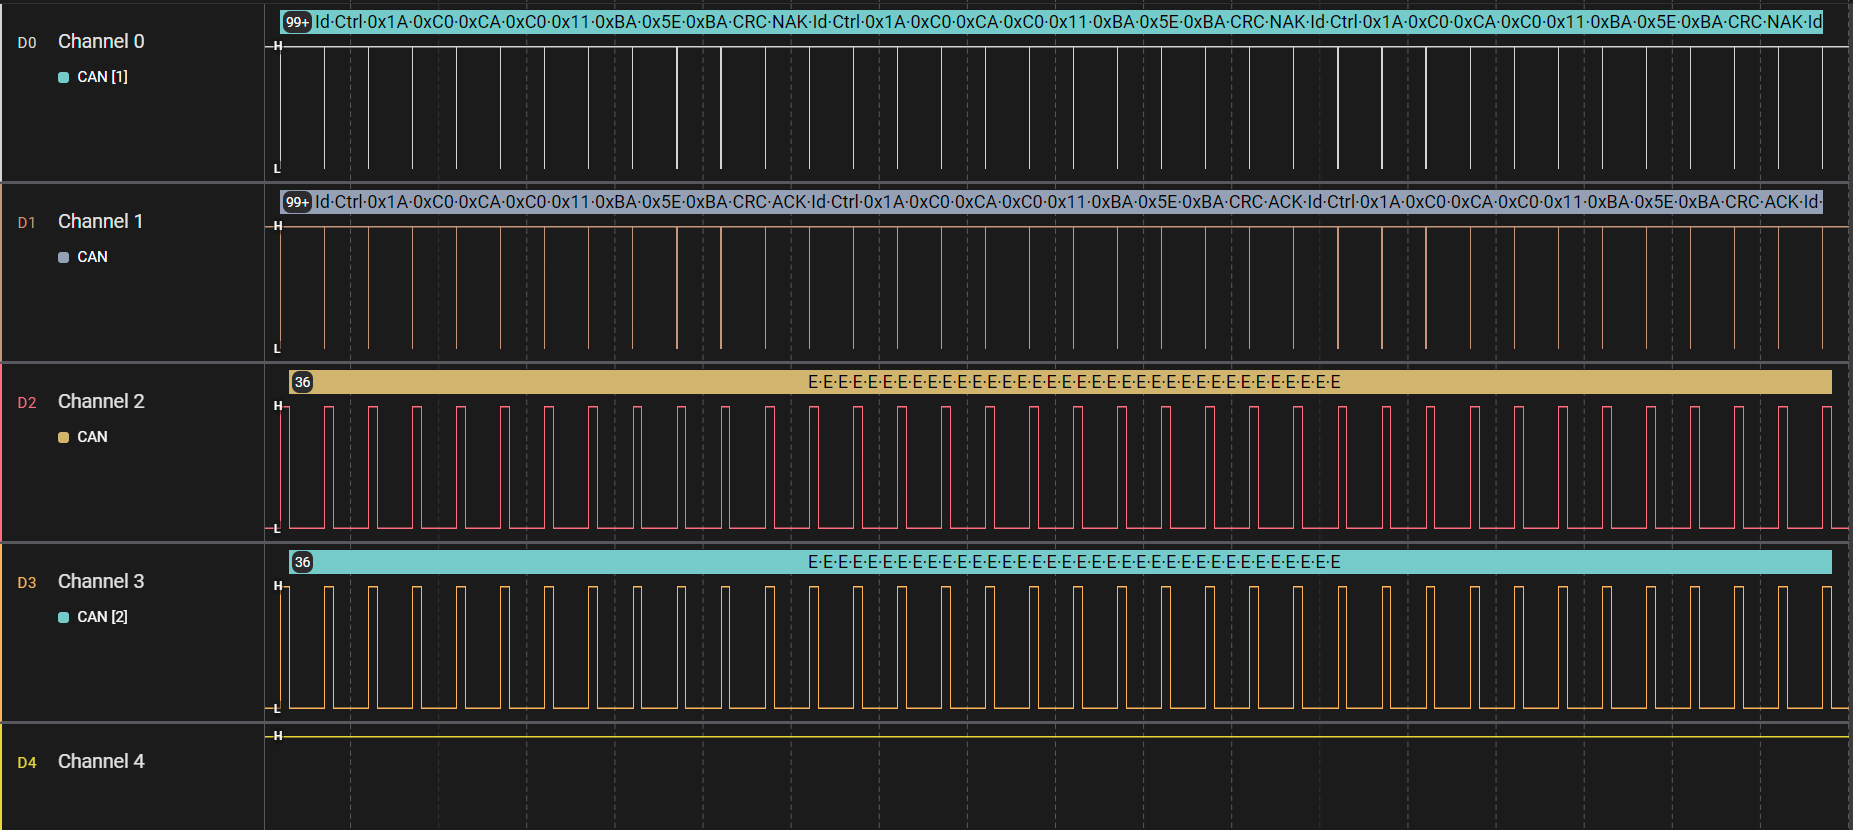 99+ Id·Ctrl·0x1A·0xC0·0xCA·0xC0·0x11·0xBA·0x5E·0xBA·CRC·NAK·Id·Ctrl·0x1A·0xC0·0xCA·0xC0·0x11·0xBA·0x5E·0xBA·CRC·NAK·Id·Ctrl·0x1A·0xC0·0xCA·0xC0·0x11·0xBA·0x5E·0xBA·CRC·NAK·Id
D0 Channel 0 H
CAN [1]
L
99+ Id·Ctrl·0x1A·0xC0·0xCA·0xC0·0x11·0xBA·0x5E·0xBA·CRC·ACK·Id·Ctrl·0x1A·0xC0·0xCA·0xC0·0x11·0xBA·0x5E·0xBA·CRC·ACK·Id·Ctrl·0x1A·0xC0·0xCA·0xC0·0x11·0xBA·0x5E·0xBA·CRC·ACK·Id·
D1 Channel 1 H
CAN
L
36 E·E·E·E·E·E·E·E·E·E·E·E·E·E·E·E·E·E·E·E·E·E·E·E·E·E·E·E·E·E·E·E·E·E·E·E
D2 Channel 2 H
CAN
L
36 E·E·E·E·E·E·E·E·E·E·E·E·E·E·E·E·E·E·E·E·E·E·E·E·E·E·E·E·E·E·E·E·E·E·E·E
D3 Channel 3 H
CAN [2]
L
H
D4 Channel 4